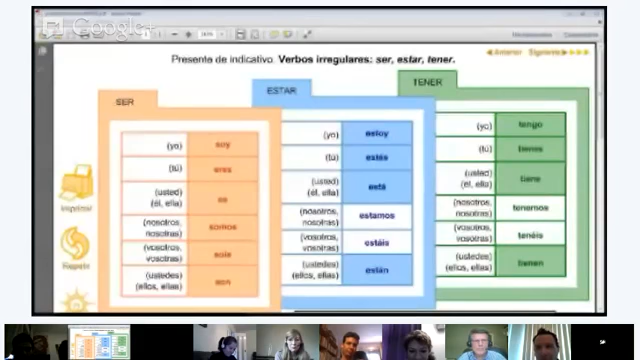 Google+
Presente de indicativo. Verbos irregulares: ser, estar, tener.
Anterior Siguiente
SER
(yo) soy
(tú) eres
(usted) (él, ella) es
(nosotros, nosotras) somos
(vosotros, vosotras) sois
(ustedes) (ellos, ellas) son
ESTAR
(yo) estoy
(tú) estás
(usted) (él, ella) está
(nosotros, nosotras) estamos
(vosotros, vosotras) estáis
(ustedes) (ellos, ellas) están
TENER
(yo) tengo
(tú) tienes
(usted) (él, ella) tiene
(nosotros, nosotras) tenemos
(vosotros, vosotras) tenéis
(ustedes) (ellos, ellas) tienen
Imprimir
Repetir